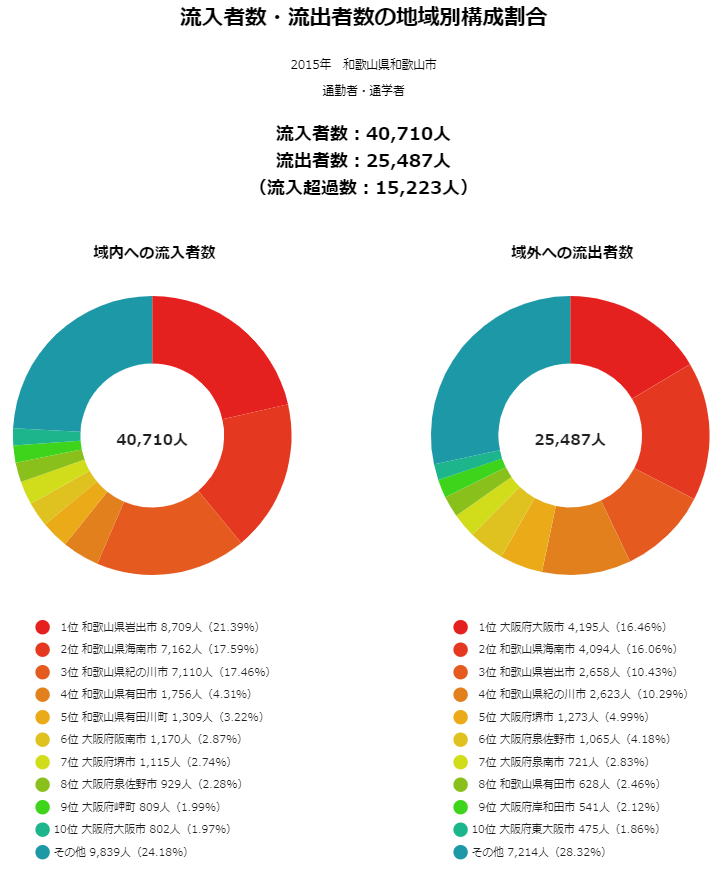 流入者数・流出者数の地域別構成割合
2015年　和歌山県和歌山市
通勤者・通学者
流入者数：40,710人
流出者数：25,487人
（流入超過数：15,223人）
域内への流入者数
40,710人
1位 和歌山県岩出市 8,709人（21.39%）
2位 和歌山県海南市 7,162人（17.59%）
3位 和歌山県紀の川市 7,110人（17.46%）
4位 和歌山県有田市 1,756人（4.31%）
5位 和歌山県有田川町 1,309人（3.22%）
6位 大阪府阪南市 1,170人（2.87%）
7位 大阪府堺市 1,115人（2.74%）
8位 大阪府泉佐野市 929人（2.28%）
9位 大阪府岬町 809人（1.99%）
10位 大阪府大阪市 802人（1.97%）
その他 9,839人（24.18%）
域外への流出者数
25,487人
1位 大阪府大阪市 4,195人（16.46%）
2位 和歌山県海南市 4,094人（16.06%）
3位 和歌山県岩出市 2,658人（10.43%）
4位 和歌山県紀の川市 2,623人（10.29%）
5位 大阪府堺市 1,273人（4.99%）
6位 大阪府泉佐野市 1,065人（4.18%）
7位 大阪府泉南市 721人（2.83%）
8位 和歌山県有田市 628人（2.46%）
9位 大阪府岸和田市 541人（2.12%）
10位 大阪府東大阪市 475人（1.86%）
その他 7,214人（28.32%）